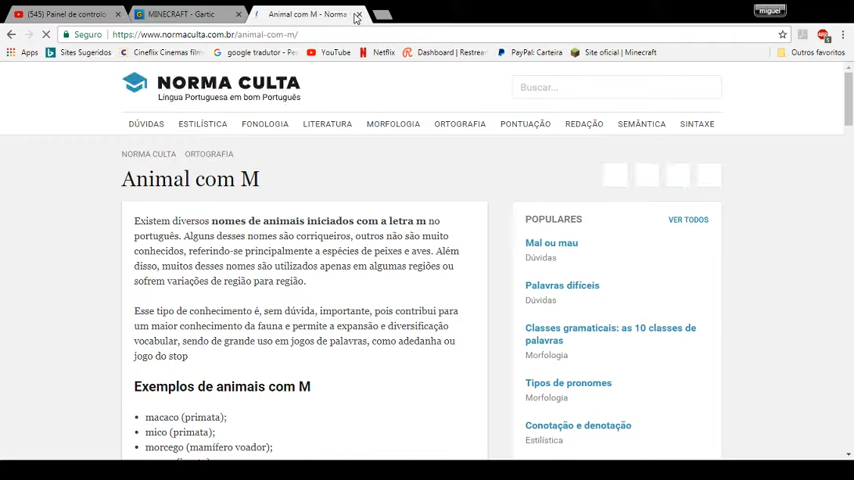 miguel
(545) Painel de controlo
MINECRAFT - Gartic
Animal com M - Norma
Seguro
https://www.normaculta.com.br/animal-com-m/
Apps
Sites Sugeridos
Cineflix Cinemas film
google tradutor - Pe
YouTube
Netflix
Dashboard | Restream
PayPal: Carteira
Site oficial | Minecraft
Outros favoritos
NORMA CULTA
Língua Portuguesa em bom Português
Buscar...
DÚVIDAS
ESTILÍSTICA
FONOLOGIA
LITERATURA
MORFOLOGIA
ORTOGRAFIA
PONTUAÇÃO
REDAÇÃO
SEMÂNTICA
SINTAXE
NORMA CULTA
ORTOGRAFIA
Animal com M
Existem diversos nomes de animais iniciados com a letra m no
português. Alguns desses nomes são corriqueiros, outros não são muito
conhecidos, referindo-se principalmente a espécies de peixes e aves. Além
disso, muitos desses nomes são utilizados apenas em algumas regiões ou
sofrem variações de região para região.
Esse tipo de conhecimento é, sem dúvida, importante, pois contribui para
um maior conhecimento da fauna e permite a expansão e diversificação
vocabular, sendo de grande uso em jogos de palavras, como adedanha ou
jogo do stop
Exemplos de animais com M
• macaco (primata);
• mico (primata);
• morcego (mamífero voador);
POPULARES
VER TODOS
Mal ou mau
Dúvidas
Palavras difíceis
Dúvidas
Classes gramaticais: as 10 classes de
palavras
Morfologia
Tipos de pronomes
Morfologia
Conotação e denotação
Estilística